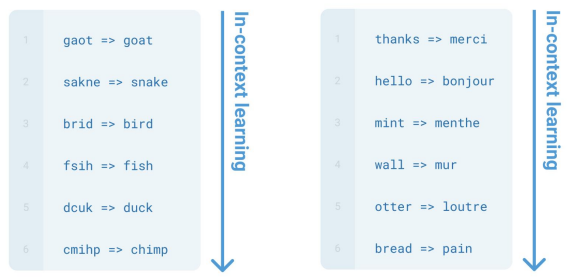 1 gaot => goat
2 sakne => snake
3 brid => bird
4 fsih => fish
5 dcuk => duck
6 cmihp => chimp
In-context learning
1 thanks => merci
2 hello => bonjour
3 mint => menthe
4 wall => mur
5 otter => loutre
6 bread => pain
In-context learning